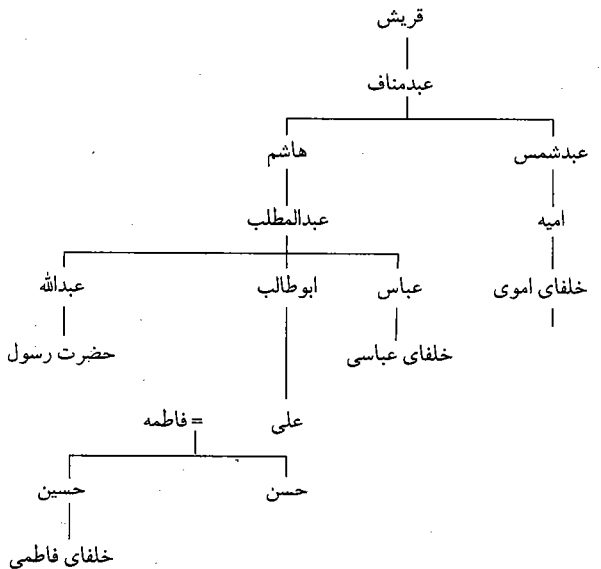 قریش
عبدمناف
عبدشمس هاشم
امیه عبدالمطلب
خلفای اموی عباس ابوطالب عبدالله
خلفای عباسی حضرت رسول
علی = فاطمه
حسن حسین
خلفای فاطمی